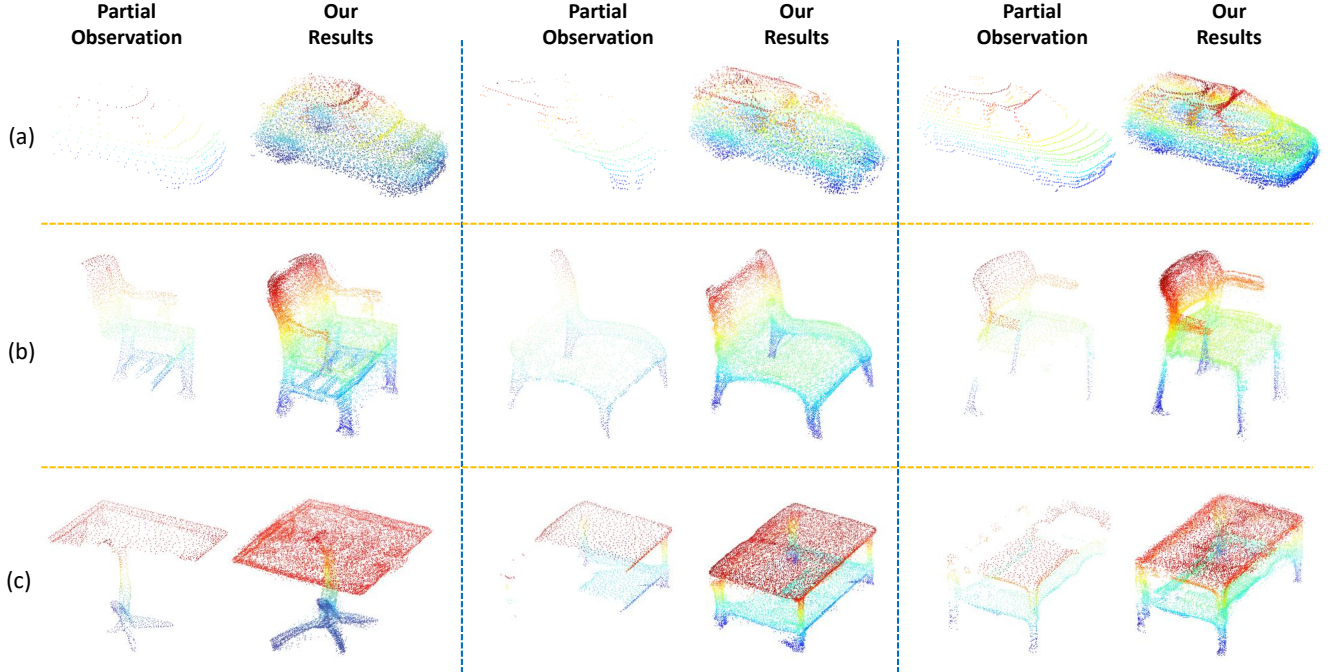 Partial
Observation
Our
Results
Partial
Observation
Our
Results
Partial
Observation
Our
Results
(a)
(b)
(c)